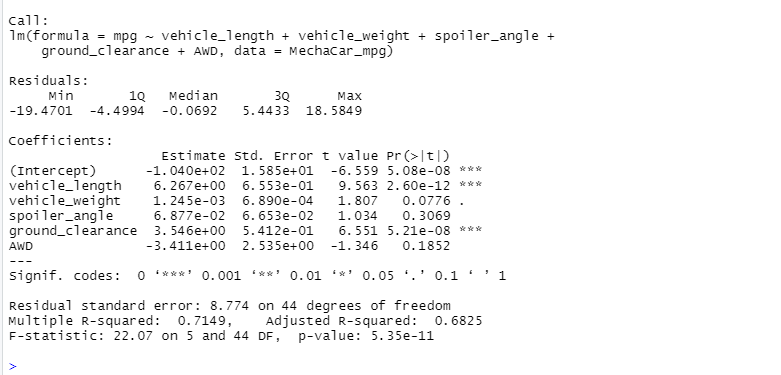 Call:
lm(formula = mpg ~ vehicle_length + vehicle_weight + spoiler_angle +
    ground_clearance + AWD, data = MechaCar_mpg)
Residuals:
     Min       1Q   Median       3Q      Max
-19.4701  -4.4994  -0.0692   5.4433  18.5849
Coefficients:
                   Estimate Std. Error t value Pr(>|t|)
(Intercept)      -1.040e+02  1.585e+01  -6.559 5.08e-08 ***
vehicle_length    6.267e+00  6.553e-01   9.563 2.60e-12 ***
vehicle_weight    1.245e-03  6.890e-04   1.807   0.0776 .
spoiler_angle     6.877e-02  6.653e-02   1.034   0.3069
ground_clearance  3.546e+00  5.412e-01   6.551 5.21e-08 ***
AWD              -3.411e+00  2.535e+00  -1.346   0.1852
---
Signif. codes:  0 ‘***’ 0.001 ‘**’ 0.01 ‘*’ 0.05 ‘.’ 0.1 ‘ ’ 1
Residual standard error: 8.774 on 44 degrees of freedom
Multiple R-squared:  0.7149,    Adjusted R-squared:  0.6825
F-statistic: 22.07 on 5 and 44 DF,  p-value: 5.35e-11
>